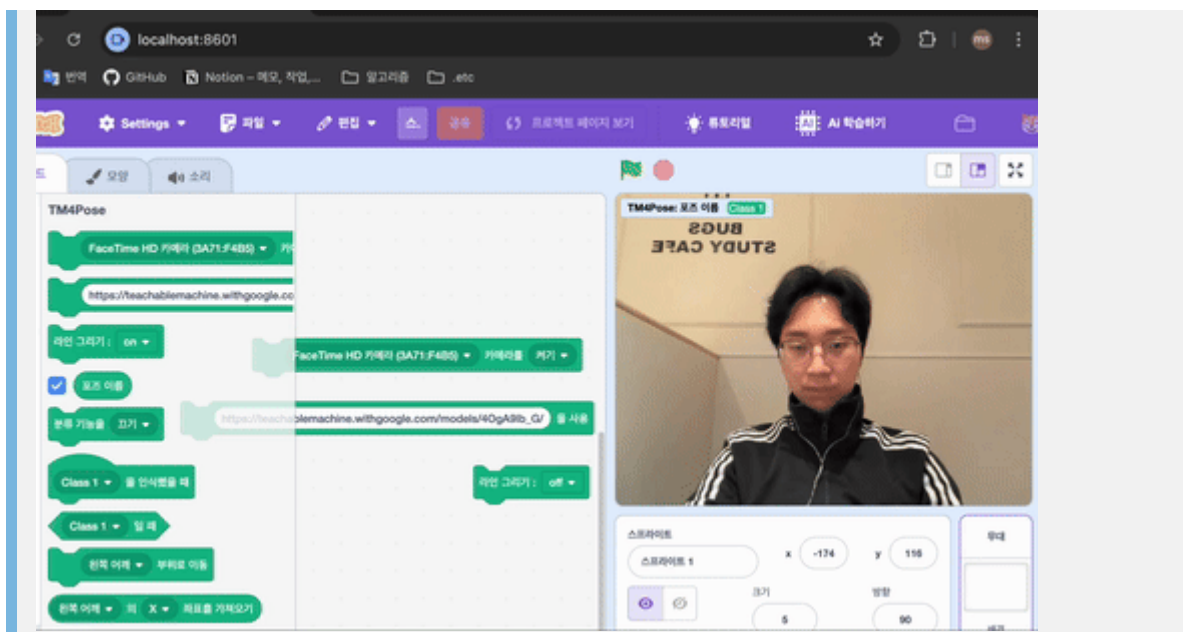 localhost:8601
ms
번역 GitHub Notion – 메모, 작업,... 알고리즘 .etc
Settings 파일 편집 공유 프로젝트 페이지 보기 튜토리얼 AI AI 학습하기
모양 소리
TM4Pose
FaceTime HD 카메라 (3A71:F4B5)
https://teachablemachine.withgoogle.co
라인 그리기 : on
포즈 이름
분류 기능을 끄기
Class 1 을 인식했을 때
Class 1 일 때
왼쪽 어깨 부위로 이동
왼쪽 어깨 의 X 좌표를 가져오기
FaceTime HD 카메라 (3A71:F4B5) 카메라를 켜기
https://teachablemachine.withgoogle.com/models/4OgA9Ib_G/ 을 사용
라인 그리기 : off
TM4Pose: 포즈 이름 Class 1
BUGS
STUDY CAFE
스프라이트
스프라이트 1 x -174 y 116
크기 방향
5 90
무대
배경